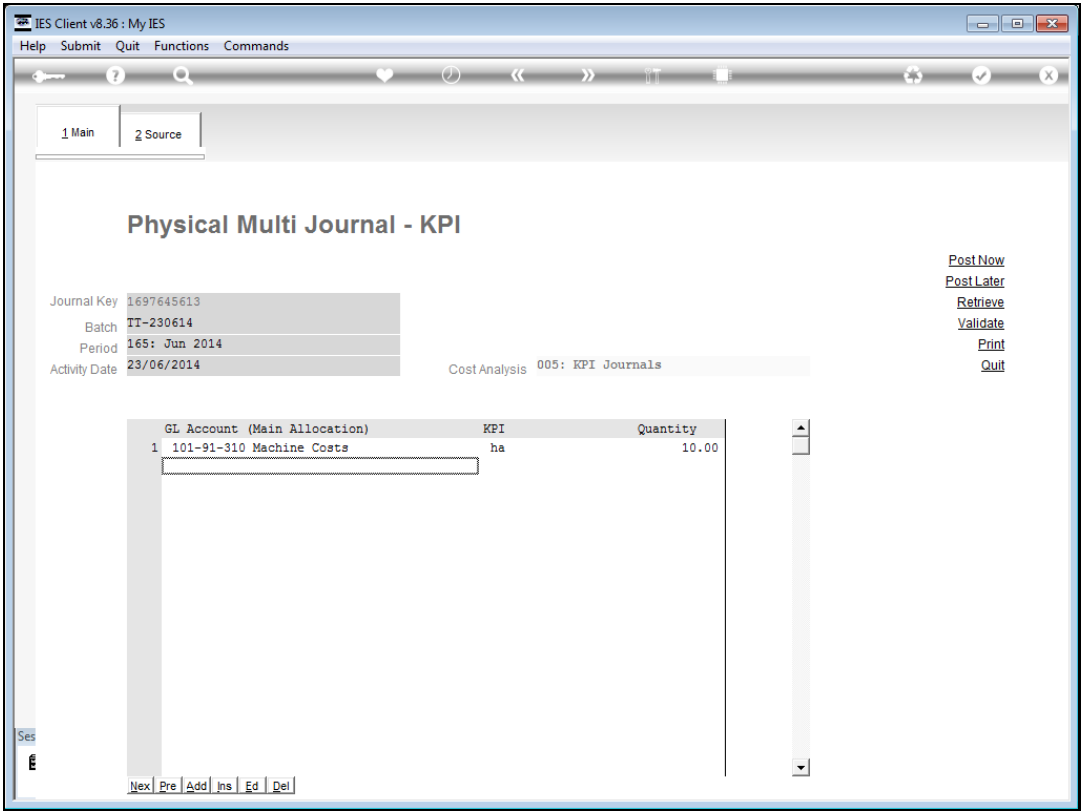 IES Client v8.36 : My IES
Help Submit Quit Functions Commands
1 Main
2 Source
Physical Multi Journal - KPI
Post Now
Post Later
Retrieve
Validate
Print
Quit
Journal Key 1697645613
Batch TT-230614
Period 165: Jun 2014
Activity Date 23/06/2014
Cost Analysis 005: KPI Journals
GL Account (Main Allocation) KPI Quantity
1 101-91-310 Machine Costs ha 10.00
Ses
Nex Pre Add Ins Ed Del